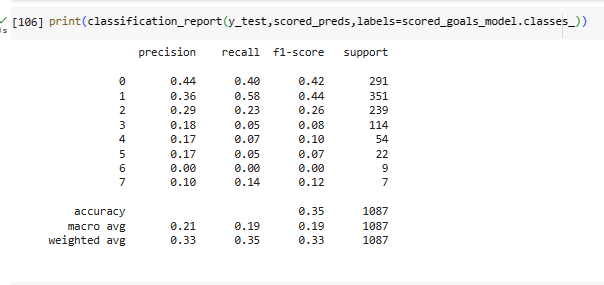 [106] print(classification_report(y_test,scored_preds,labels=scored_goals_model.classes_))
precision recall f1-score support
0 0.44 0.40 0.42 291
1 0.36 0.58 0.44 351
2 0.29 0.23 0.26 239
3 0.18 0.05 0.08 114
4 0.17 0.07 0.10 54
5 0.17 0.05 0.07 22
6 0.00 0.00 0.00 9
7 0.10 0.14 0.12 7
accuracy 0.35 1087
macro avg 0.21 0.19 0.19 1087
weighted avg 0.33 0.35 0.33 1087